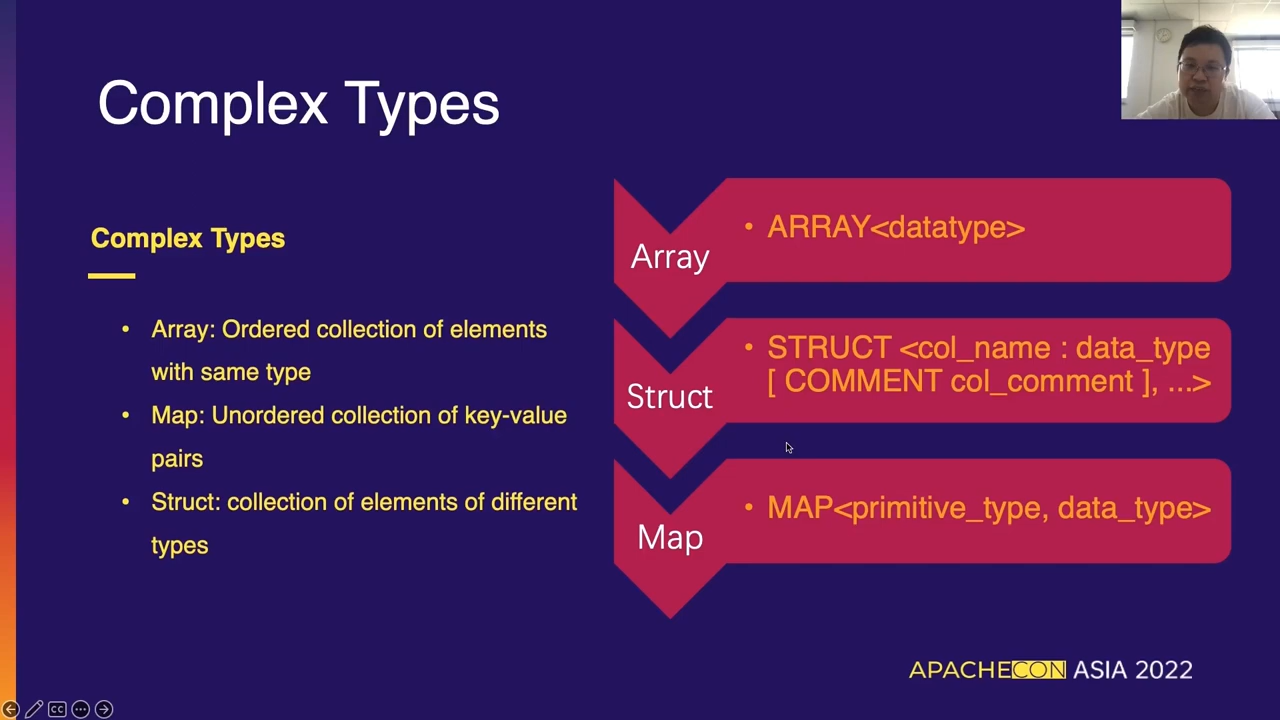 Complex Types
Complex Types
• Array: Ordered collection of elements
with same type
• Map: Unordered collection of key-value
pairs
• Struct: collection of elements of different
types
Array
• ARRAY<datatype>
Struct
• STRUCT <col_name : data_type
[ COMMENT col_comment ], ...>
Map
• MAP<primitive_type, data_type>
APACHECON ASIA 2022
CC